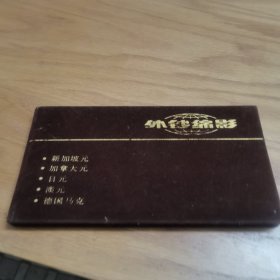 外钞缩影
• 新加坡元
• 加拿大元
• 日元
• 港元
• 德国马克